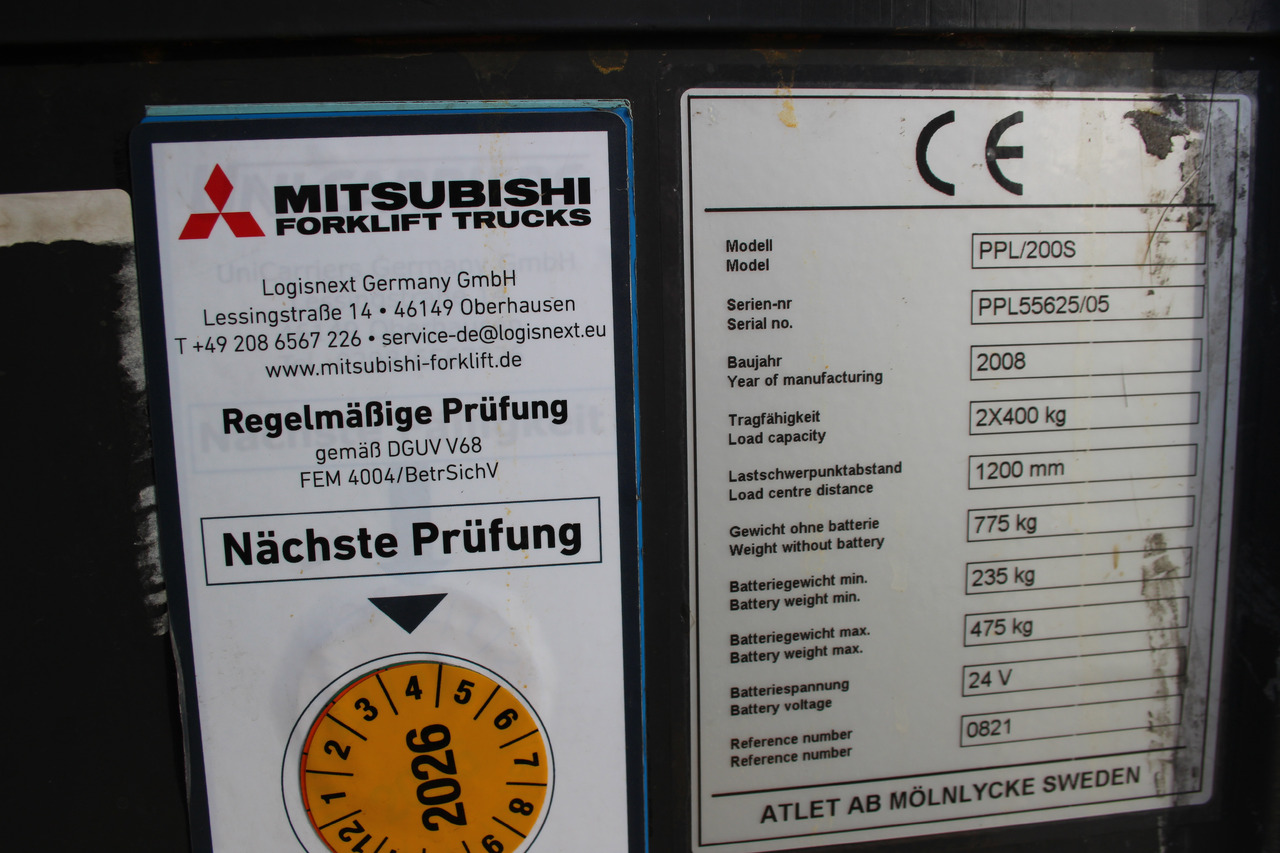 MITSUBISHI
FORKLIFT TRUCKS
Logisnext Germany GmbH
Lessingstraße 14 • 46149 Oberhausen
T +49 208 6567 226 • service-de@logisnext.eu
www.mitsubishi-forklift.de
Regelmäßige Prüfung
gemäß DGUV V68
FEM 4004/BetrSichV
Nächste Prüfung
12 1 2 3 4 5 6 7 8 9
2026
CE
Modell
Model
PPL/200S
Serien-nr
Serial no.
PPL55625/05
Baujahr
Year of manufacturing
2008
Tragfähigkeit
Load capacity
2X400 kg
Lastschwerpunktabstand
Load centre distance
1200 mm
Gewicht ohne batterie
Weight without battery
775 kg
Batteriegewicht min.
Battery weight min.
235 kg
Batteriegewicht max.
Battery weight max.
475 kg
Batteriespannung
Battery voltage
24 V
Reference number
Reference number
0821
ATLET AB MÖLNLYCKE SWEDEN